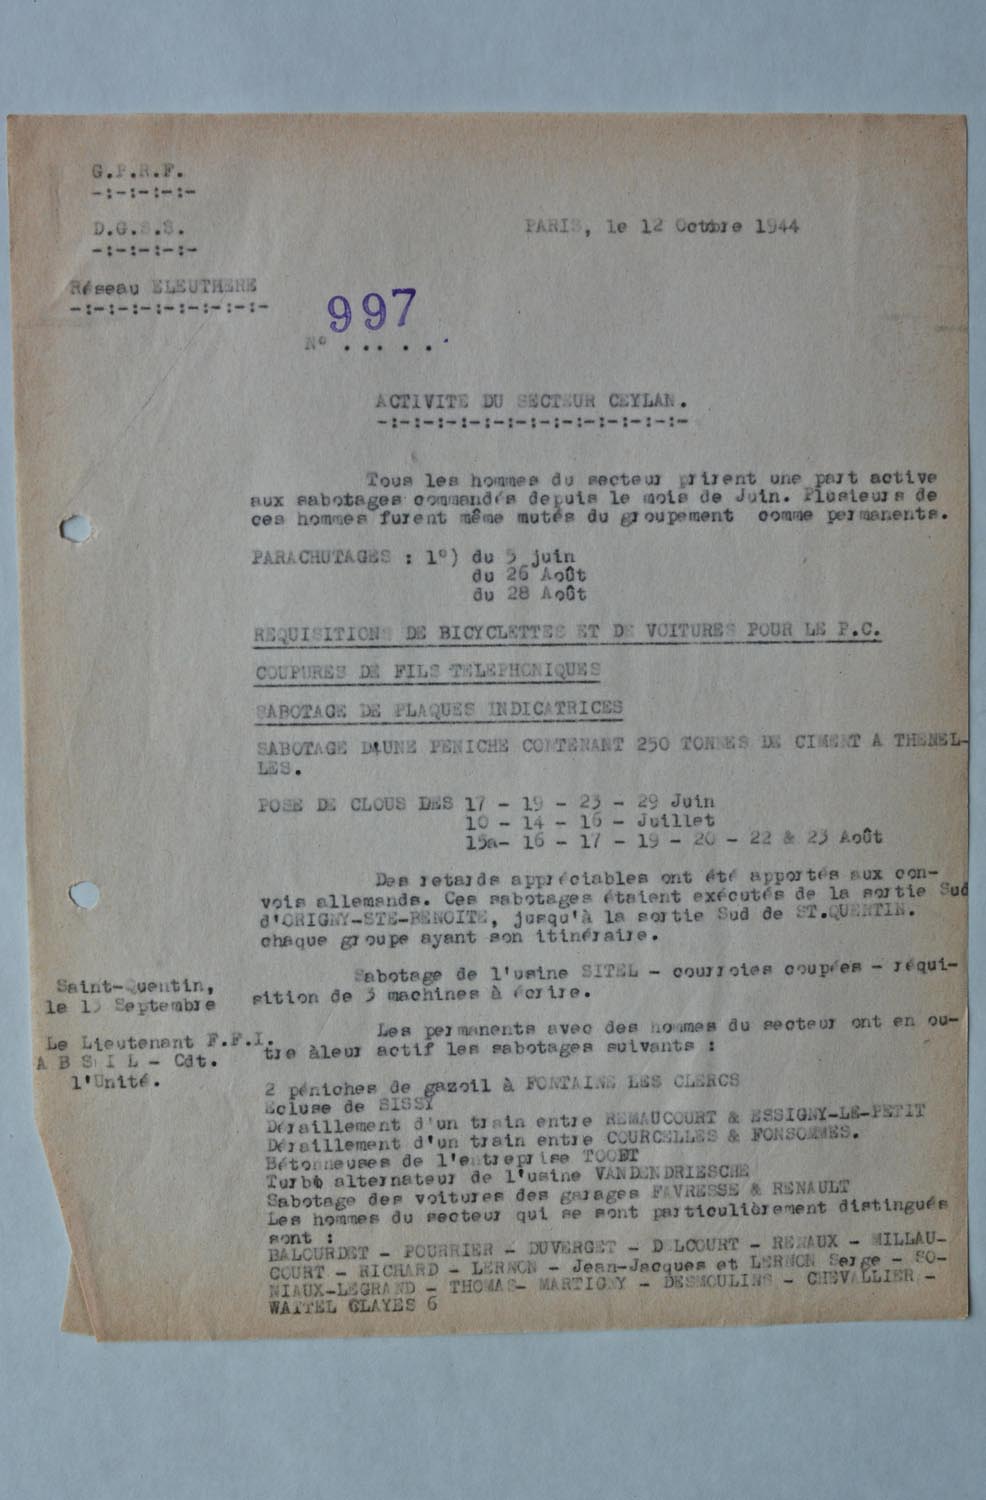 G.P.R.F.
-:-:-:-:-
D.G.S.S.
-:-:-:-:-
PARIS, le 12 Octobre 1944
Réseau ELEUTHERE
-:-:-:-:-:-:-:-:-
997
N° . . . . .
ACTIVITE DU SECTEUR CEYLAN.
-:-:-:-:-:-:-:-:-:-:-:-:-:-
Tous les hommes du secteur prirent une part active
aux sabotages commandés depuis le mois de Juin. Plusieurs de
ces hommes furent même mutés du groupement comme permanents.
PARACHUTAGES : 1°) du 5 juin
du 26 Août
du 28 Août
REQUISITIONS DE BICYCLETTES ET DE VOITURES POUR LE P.C.
COUPURES DE FILS TELEPHONIQUES
SABOTAGE DE PLAQUES INDICATRICES
SABOTAGE D'UNE PENICHE CONTENANT 250 TONNES DE CIMENT A THENEL-
LES.
POSE DE CLOUS DES 17 - 19 - 23 - 29 Juin
10 - 14 - 16 - Juillet
15a- 16 - 17 - 19 - 20 - 22 & 23 Août
Des retards appréciables ont été apportés aux con-
vois allemands. Ces sabotages étaient exécutés de la sortie Sud
d'ORIGNY-STE-BENOITE, jusqu'à la sortie Sud de ST.QUENTIN.
chaque groupe ayant son itinéraire.
Sabotage de l'usine SITEL - courroies coupées - réqui-
sition de 3 machines à écrire.
Saint-Quentin,
le 15 Septembre
Le Lieutenant F.F.I.
A B S I L - Cdt.
l'Unité.
Les permanents avec des hommes du secteur ont en ou-
tre àleur actif les sabotages suivants :
2 péniches de gazoil à FONTAINE LES CLERCS
Ecluse de SISSY
Déraillement d'un train entre REMAUCOURT & ESSIGNY-LE-PETIT
Déraillement d'un train entre COURCELLES & FONSOMMES.
Bétonneuses de l'entreprise
Turbo alternateur de l'usine VANDENDRIESCHE
Sabotage des voitures des garages FAVRESSE & RENAULT
Les hommes du secteur qui se sont particulièrement distingués
sont :
BALOURDET - POURRIER - DUVERGET - DELCOURT - RENAUX - MILLAU-
COURT - RICHARD - LERNON - Jean-Jacques et LERNON Serge - SO-
NIAUX-LEGRAND - THOMAS- MARTIGNY - DESMOULINS - CHEVALLIER -
WAITEL GLAYES 6